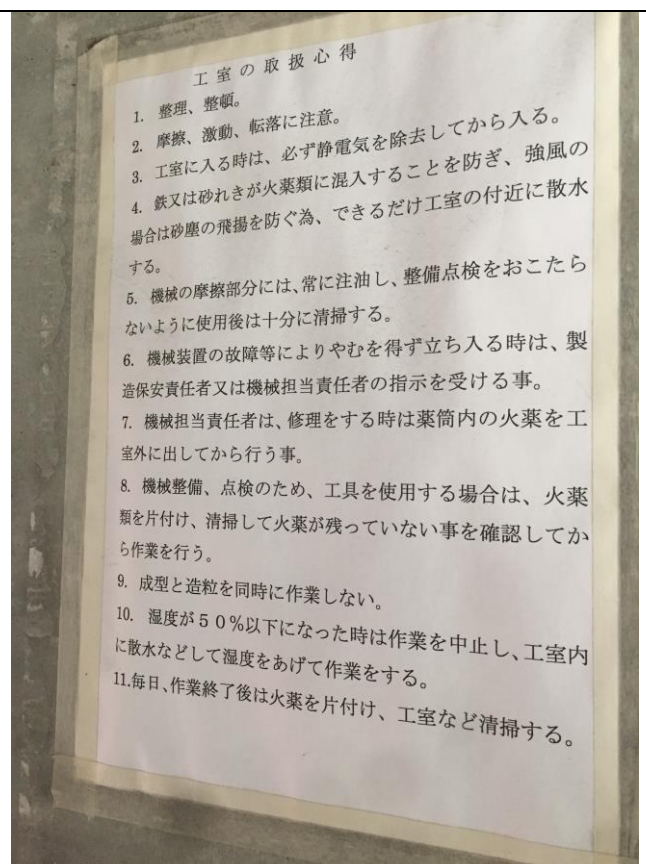 工室の取扱心得
1. 整理、整頓。
2. 摩擦、激動、転落に注意。
3. 工室に入る時は、必ず静電気を除去してから入る。
4. 鉄又は砂れきが火薬類に混入することを防ぎ、強風の
場合は砂塵の飛揚を防ぐ為、できるだけ工室の付近に散水
する。
5. 機械の摩擦部分には、常に注油し、整備点検をおこたら
ないように使用後は十分に清掃する。
6. 機械装置の故障等によりやむを得ず立ち入る時は、製
造保安責任者又は機械担当責任者の指示を受ける事。
7. 機械担当責任者は、修理をする時は薬筒内の火薬を工
室外に出してから行う事。
8. 機械整備、点検のため、工具を使用する場合は、火薬
類を片付け、清掃して火薬が残っていない事を確認してか
ら作業を行う。
9. 成型と造粒を同時に作業しない。
10. 湿度が５０％以下になった時は作業を中止し、工室内
に散水などして湿度をあげて作業をする。
11.毎日、作業終了後は火薬を片付け、工室など清掃する。